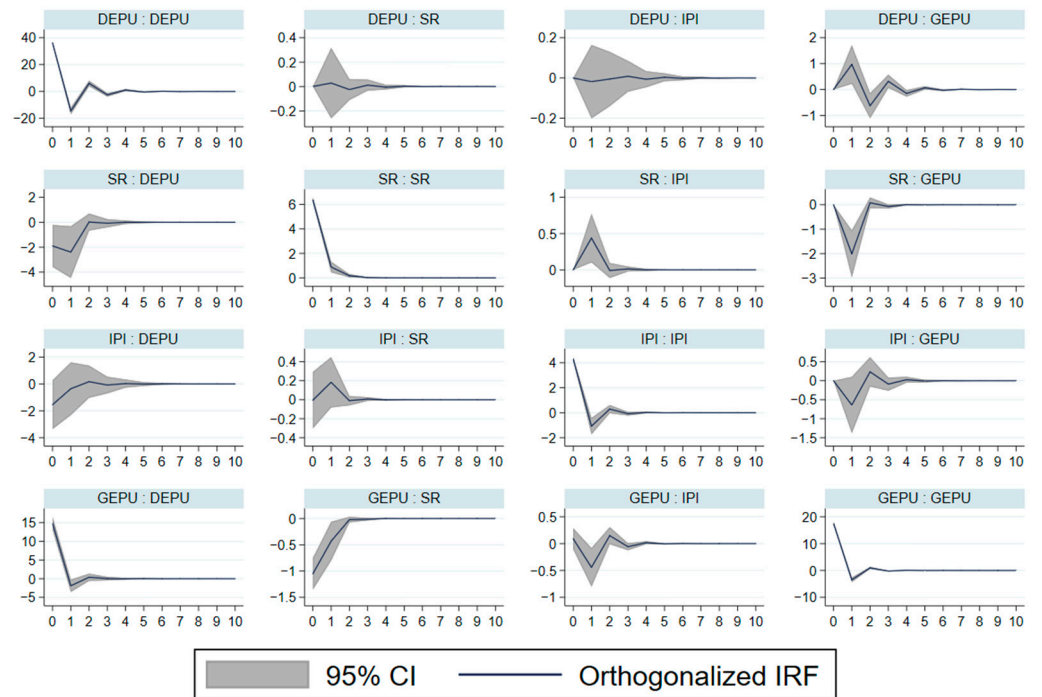 DEPU : DEPU
40
20
0
−20
0 1 2 3 4 5 6 7 8 9 10
DEPU : SR
0.4
0.2
0
−0.2
0 1 2 3 4 5 6 7 8 9 10
DEPU : IPI
0.2
0
−0.2
0 1 2 3 4 5 6 7 8 9 10
DEPU : GEPU
2
1
0
−1
0 1 2 3 4 5 6 7 8 9 10
SR : DEPU
2
0
−2
−4
0 1 2 3 4 5 6 7 8 9 10
SR : SR
6
4
2
0
0 1 2 3 4 5 6 7 8 9 10
SR : IPI
1
0.5
0
0 1 2 3 4 5 6 7 8 9 10
SR : GEPU
0
−1
−2
−3
0 1 2 3 4 5 6 7 8 9 10
IPI : DEPU
2
0
−2
−4
0 1 2 3 4 5 6 7 8 9 10
IPI : SR
0.4
0.2
0
−0.2
−0.4
0 1 2 3 4 5 6 7 8 9 10
IPI : IPI
4
2
0
−2
0 1 2 3 4 5 6 7 8 9 10
IPI : GEPU
0.5
0
−0.5
−1
−1.5
0 1 2 3 4 5 6 7 8 9 10
GEPU : DEPU
15
10
5
0
−5
0 1 2 3 4 5 6 7 8 9 10
GEPU : SR
0
−0.5
−1
−1.5
0 1 2 3 4 5 6 7 8 9 10
GEPU : IPI
0.5
0
−0.5
−1
0 1 2 3 4 5 6 7 8 9 10
GEPU : GEPU
20
10
0
−10
0 1 2 3 4 5 6 7 8 9 10
95% CI
Orthogonalized IRF